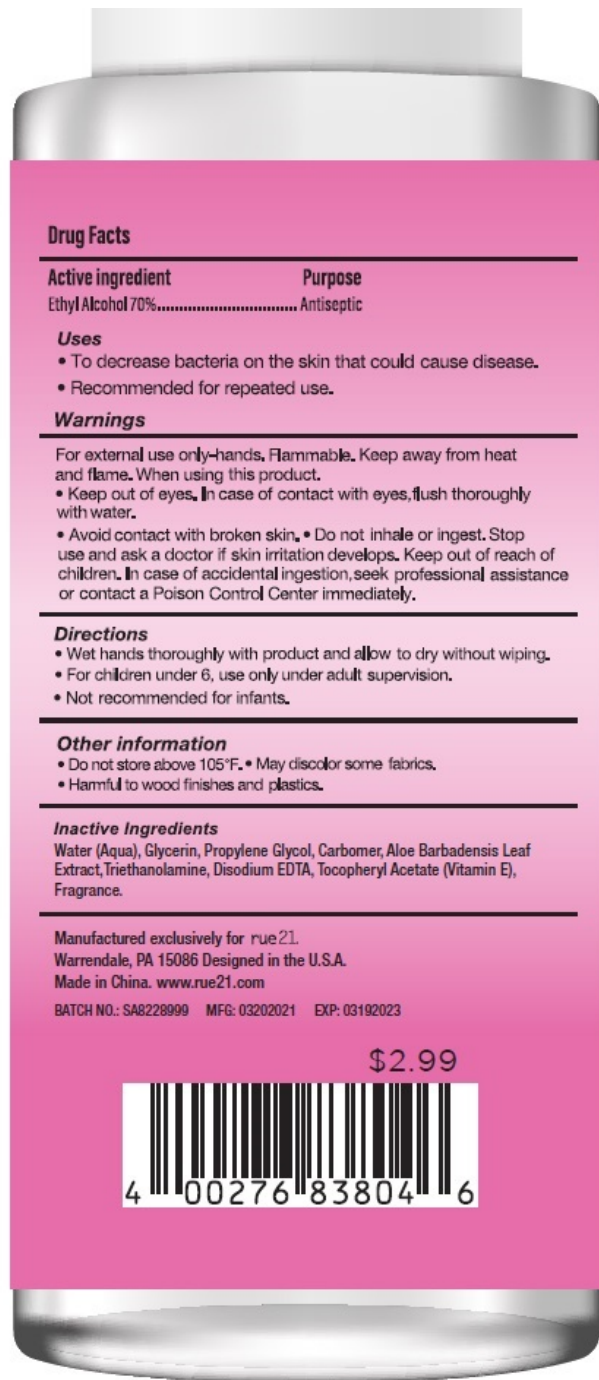 Drug Facts
Active ingredient Purpose
Ethyl Alcohol 70%............................... Antiseptic
Uses
• To decrease bacteria on the skin that could cause disease.
• Recommended for repeated use.
Warnings
For external use only-hands. Flammable. Keep away from heat
and flame. When using this product.
• Keep out of eyes. In case of contact with eyes,flush thoroughly
with water.
• Avoid contact with broken skin. • Do not inhale or ingest. Stop
use and ask a doctor if skin irritation develops. Keep out of reach of
children. In case of accidental ingestion,seek professional assistance
or contact a Poison Control Center immediately.
Directions
• Wet hands thoroughly with product and allow to dry without wiping.
• For children under 6, use only under adult supervision.
• Not recommended for infants.
Other information
• Do not store above 105°F. • May discolor some fabrics.
• Harmful to wood finishes and plastics.
Inactive Ingredients
Water (Aqua), Glycerin, Propylene Glycol, Carbomer, Aloe Barbadensis Leaf
Extract,Triethanolamine, Disodium EDTA, Tocopheryl Acetate (Vitamin E),
Fragrance.
Manufactured exclusively for rue21.
Warrendale, PA 15086 Designed in the U.S.A.
Made in China. www.rue21.com
BATCH NO.: SA8228999 MFG: 03202021 EXP: 03192023
$2.99
4 00276 83804 6